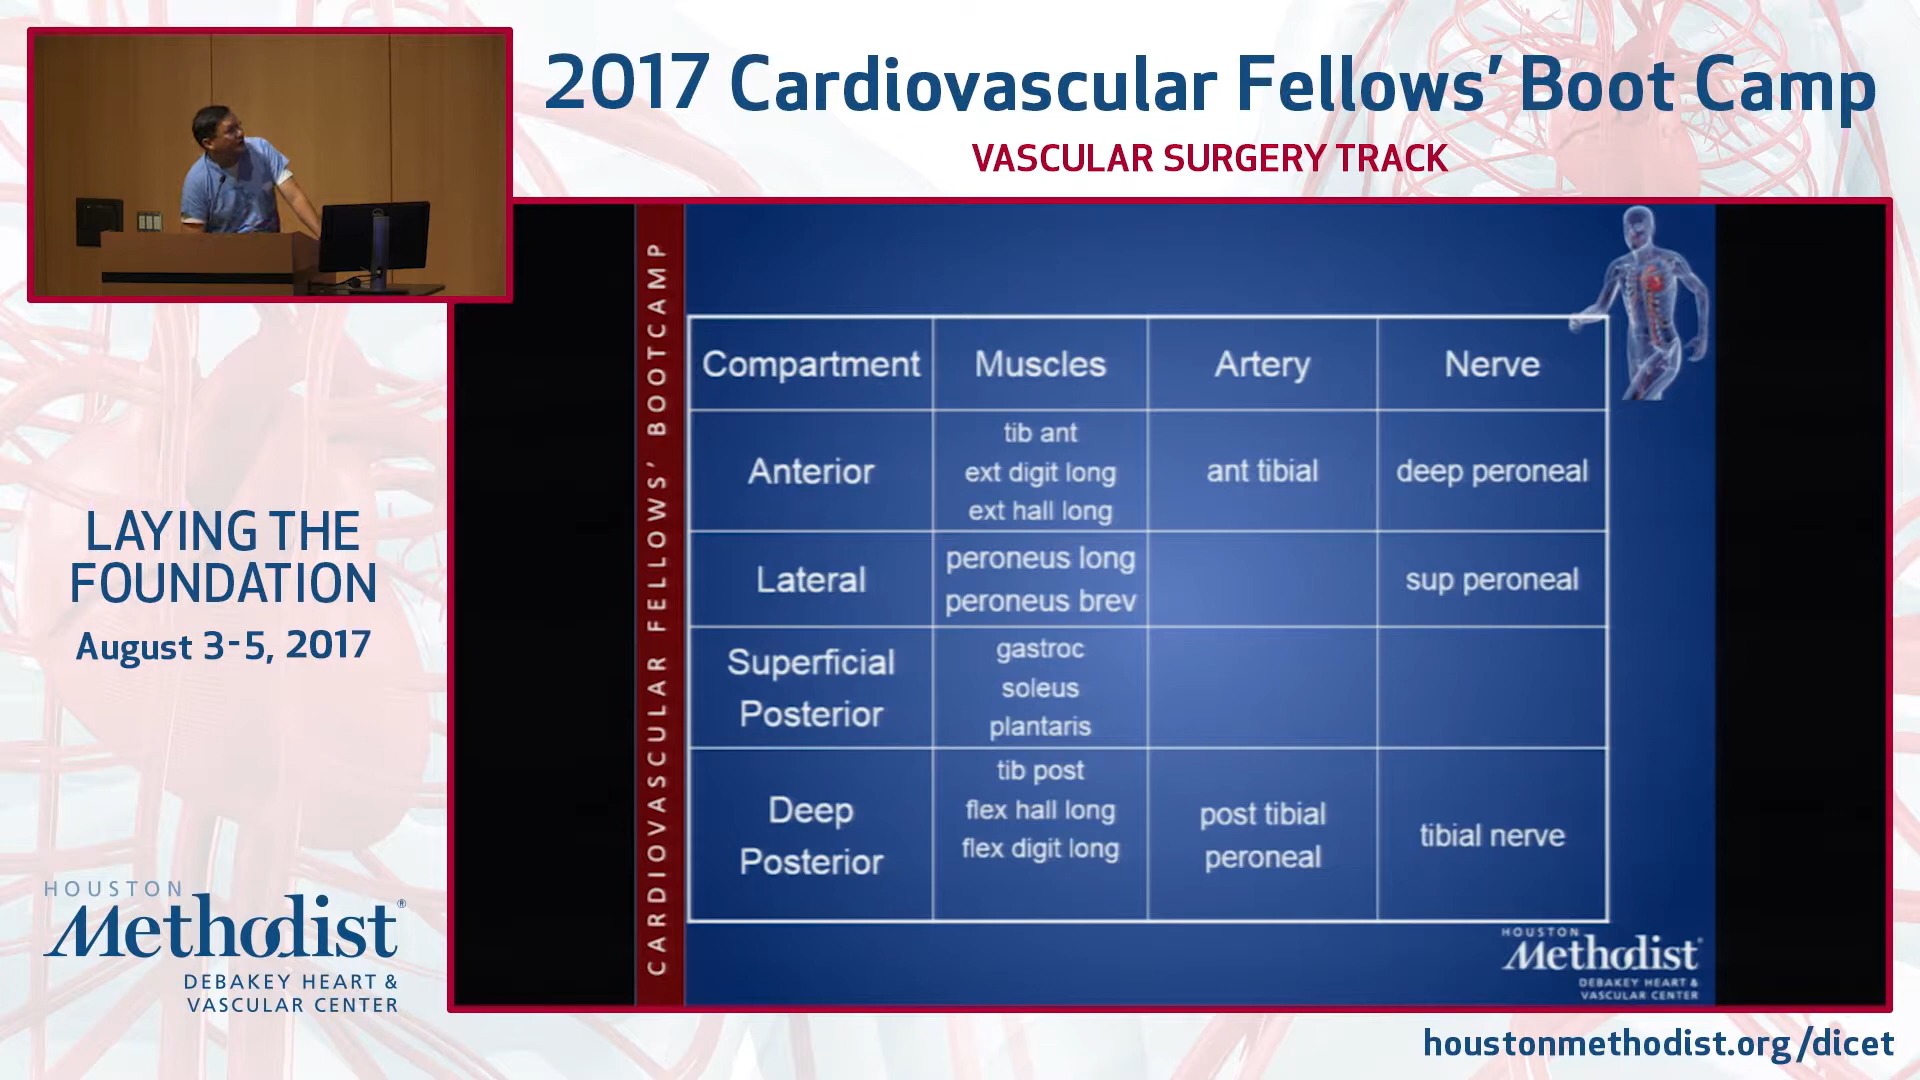 2017 Cardiovascular Fellows' Boot Camp
VASCULAR SURGERY TRACK
LAYING THE
FOUNDATION
August 3-5, 2017
HOUSTON
Methodist®
DEBAKEY HEART &
VASCULAR CENTER
CARDIOVASCULAR FELLOWS' BOOTCAMP
Compartment Muscles Artery Nerve
Anterior
tib ant
ext digit long
ext hall long
ant tibial
deep peroneal
Lateral
peroneus long
peroneus brev
sup peroneal
Superficial
Posterior
gastroc
soleus
plantaris
Deep
Posterior
tib post
flex hall long
flex digit long
post tibial
peroneal
tibial nerve
HOUSTON
Methodist
DEBAKEY HEART &
VASCULAR CENTER
houstonmethodist.org/dicet